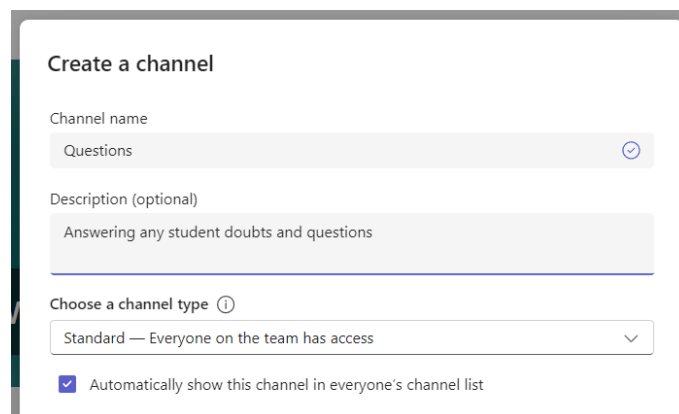 Create a channel
Channel name
Questions
Description (optional)
Answering any student doubts and questions
Choose a channel type
Standard — Everyone on the team has access
Automatically show this channel in everyone's channel list